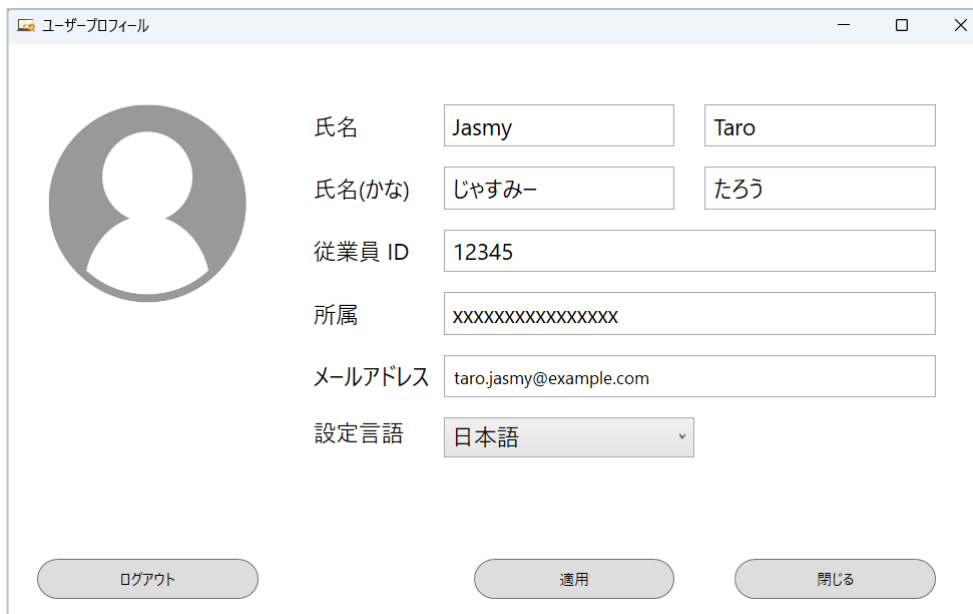 ユーザープロフィール
氏名 Jasmy Taro
氏名(かな) じゃすみー たろう
従業員 ID 12345
所属 xxxxxxxxxxxxxxxx
メールアドレス taro.jasmy@example.com
設定言語 日本語
ログアウト 適用 閉じる